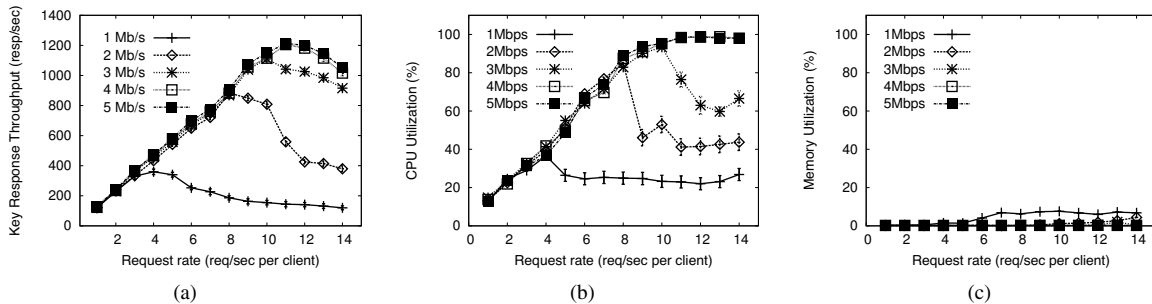 Key Response Throughput (resp/sec)
1400
1200
1000
800
600
400
200
0
1 Mb/s
2 Mb/s
3 Mb/s
4 Mb/s
5 Mb/s
2 4 6 8 10 12 14
Request rate (req/sec per client)
(a)
CPU Utilization (%)
100
80
60
40
20
0
1Mbps
2Mbps
3Mbps
4Mbps
5Mbps
0 2 4 6 8 10 12 14
Request rate (req/sec per client)
(b)
Memory Utilization (%)
100
80
60
40
20
0
1Mbps
2Mbps
3Mbps
4Mbps
5Mbps
0 2 4 6 8 10 12 14
Request rate (req/sec per client)
(c)